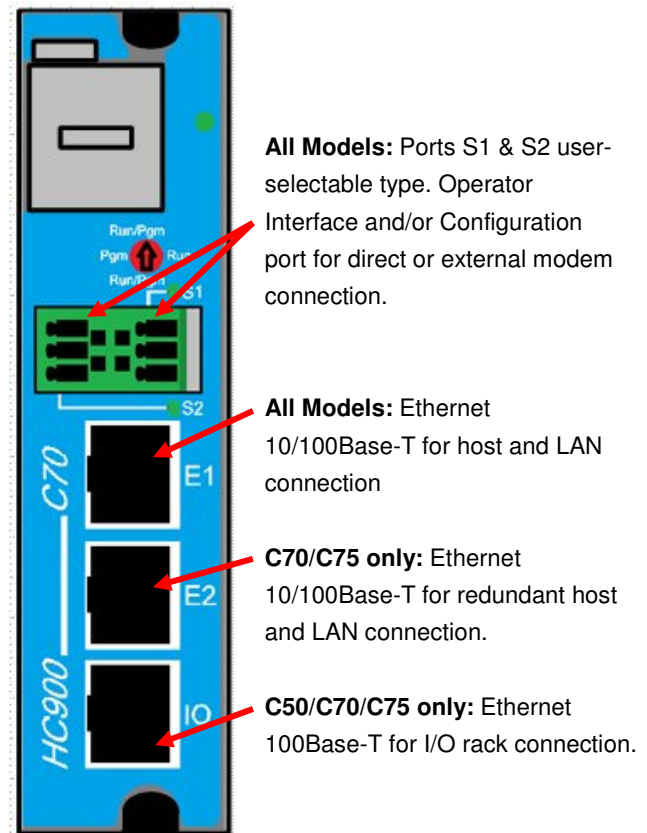 Run/Pgm
Pgm Run
Run/Pgm
S1
S2
E1
E2
IO
HC900 C70
All Models: Ports S1 & S2 user-
selectable type. Operator
Interface and/or Configuration
port for direct or external modem
connection.
All Models: Ethernet
10/100Base-T for host and LAN
connection
C70/C75 only: Ethernet
10/100Base-T for redundant host
and LAN connection.
C50/C70/C75 only: Ethernet
100Base-T for I/O rack connection.